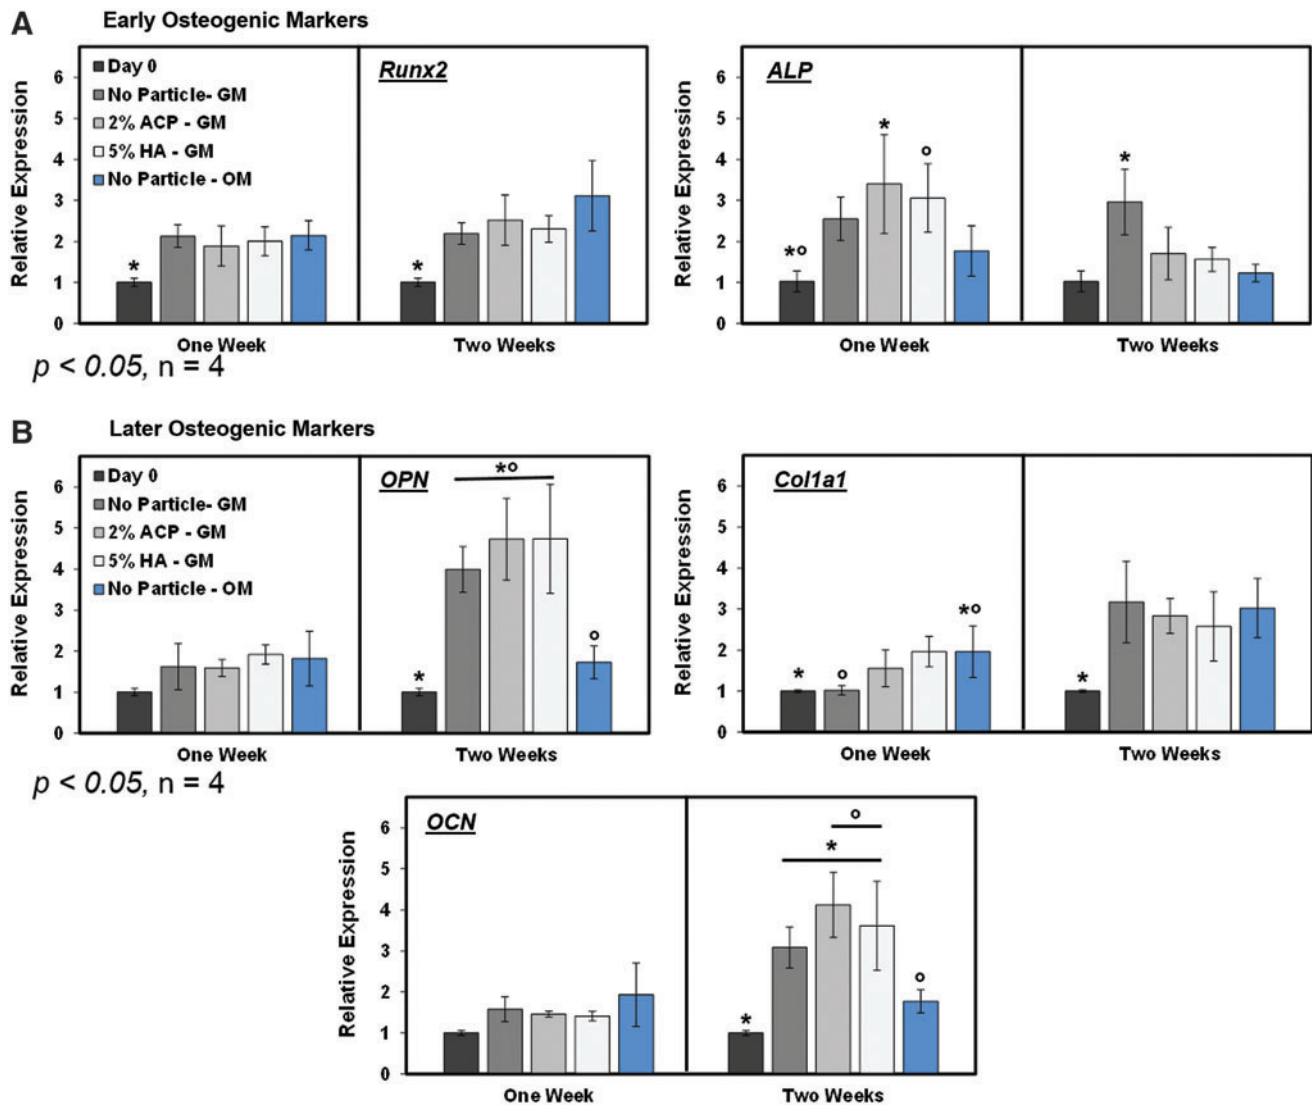 A Early Osteogenic Markers
Relative Expression
6
5
4
3
2
1
0
Day 0
No Particle- GM
2% ACP - GM
5% HA - GM
No Particle - OM
Runx2
*
*
One Week
Two Weeks
Relative Expression
6
5
4
3
2
1
0
ALP
*°
*
°
*
One Week
Two Weeks
p < 0.05, n = 4
B Later Osteogenic Markers
Relative Expression
6
5
4
3
2
1
0
Day 0
No Particle- GM
2% ACP - GM
5% HA - GM
No Particle - OM
OPN
*°
*
°
One Week
Two Weeks
Relative Expression
6
5
4
3
2
1
0
Col1a1
*
°
*°
*
One Week
Two Weeks
p < 0.05, n = 4
Relative Expression
6
5
4
3
2
1
0
OCN
°
*
*
°
One Week
Two Weeks